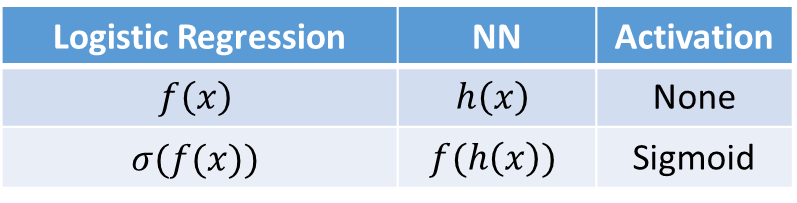 Logistic Regression NN Activation
f(x) h(x) None
σ(f(x)) f(h(x)) Sigmoid